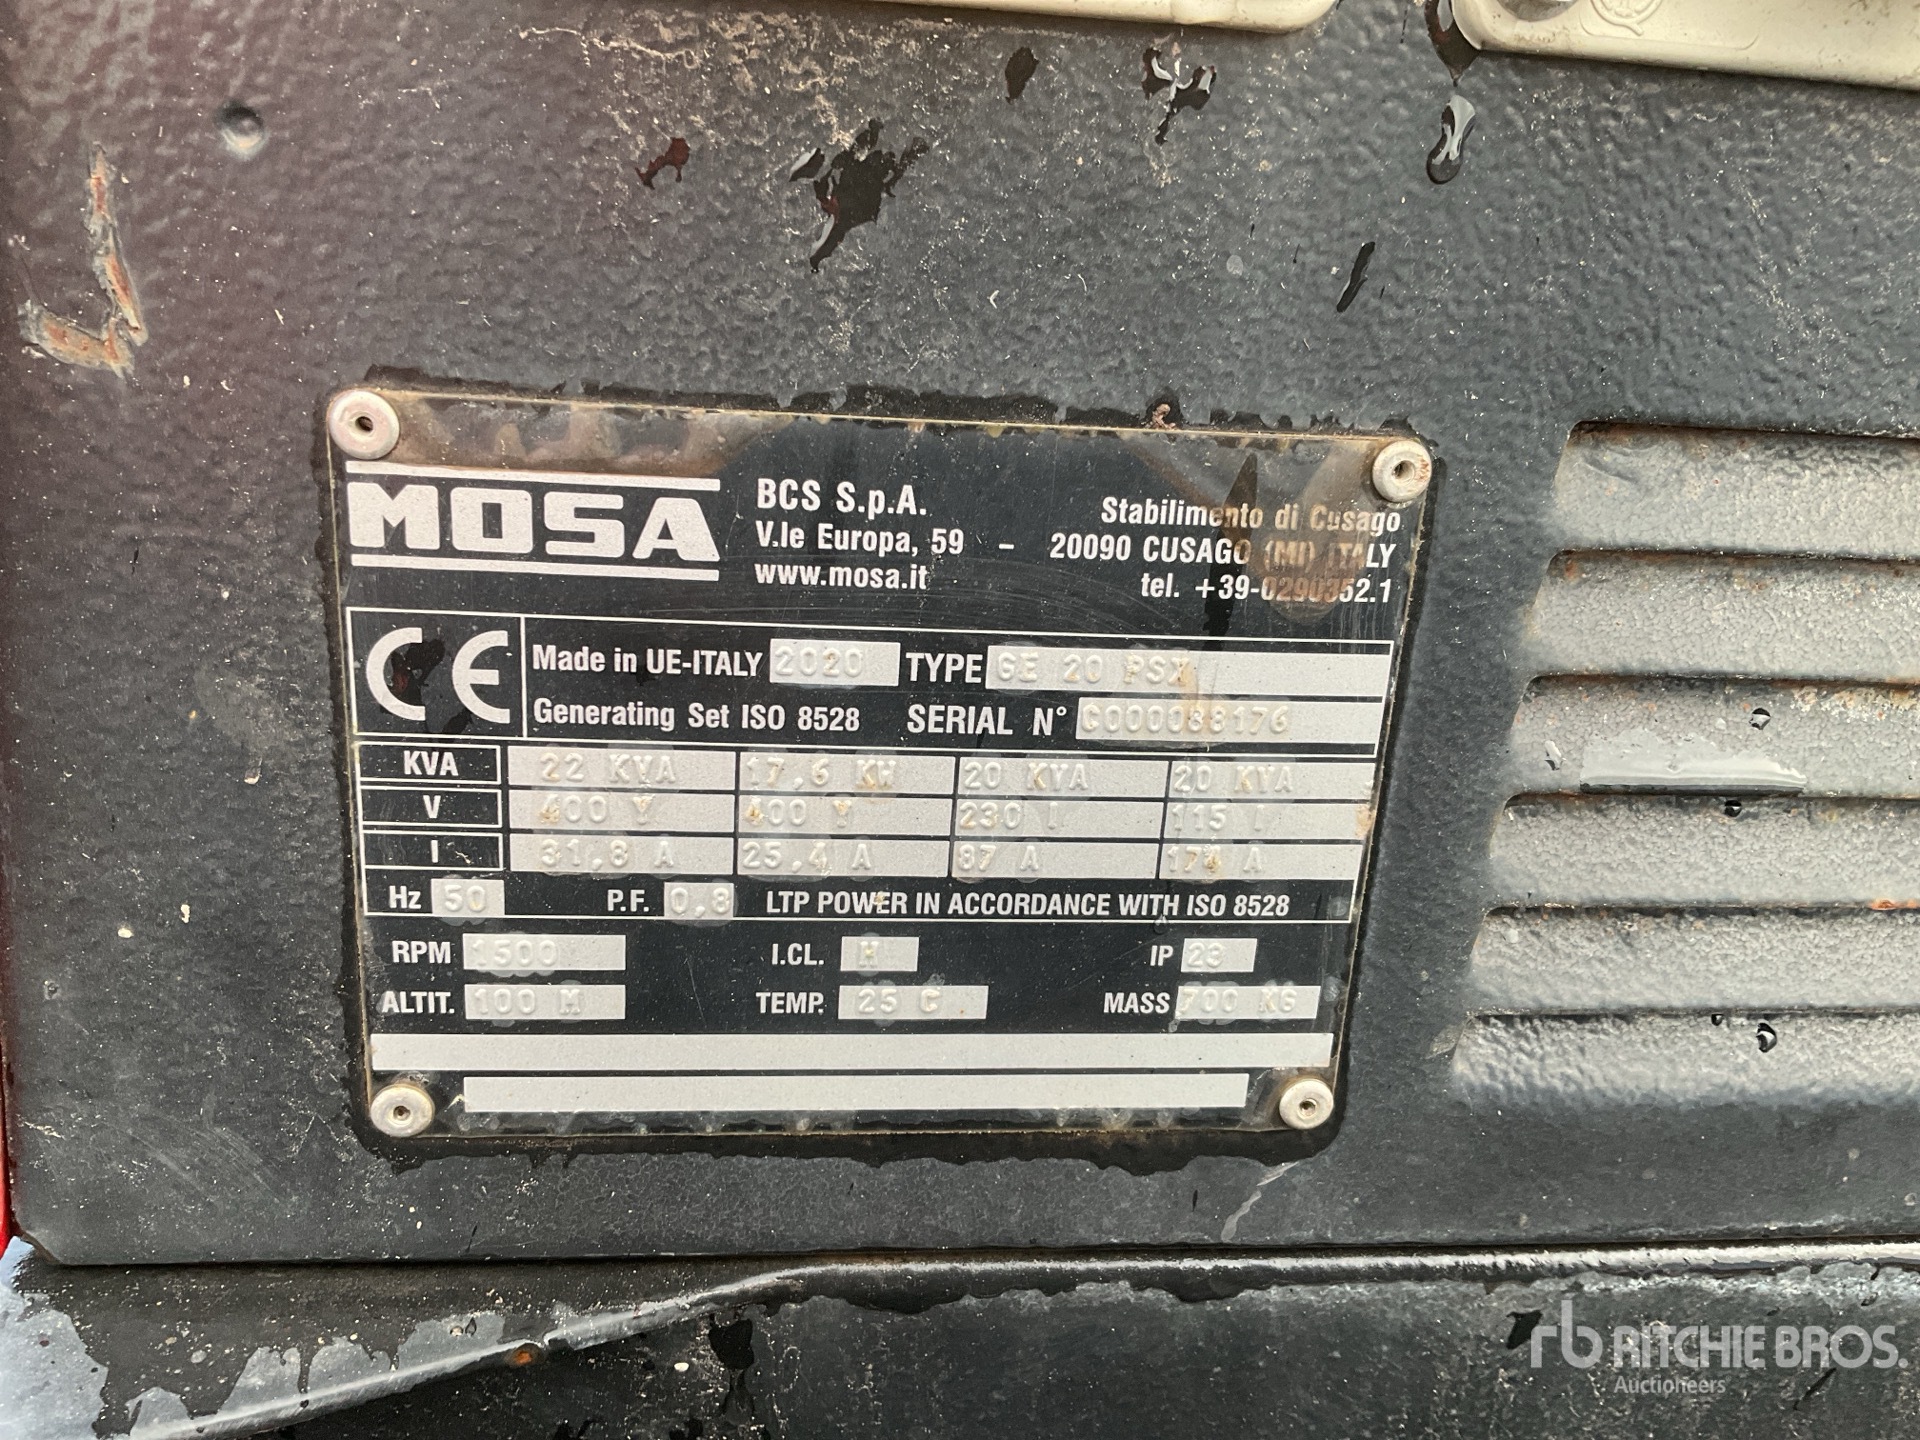 MOSA
BCS S.p.A.
V.le Europa, 59 - 20090 CUSAGO (MI) ITALY
www.mosa.it
Stabilimento di Cusago
tel. +39-0290352.1
CE
Made in UE-ITALY 2020 TYPE GE 20 PSX
Generating Set ISO 8528 SERIAL N° C000088176
KVA 22 KVA 17,6 KW 20 KVA 20 KVA
V 400 Y 400 Y 230 I 115 I
I 31,8 A 25,4 A 87 A 174 A
Hz 50 P.F. 0,8 LTP POWER IN ACCORDANCE WITH ISO 8528
RPM 1500 I.CL. H IP 23
ALTIT. 100 M TEMP. 25 C MASS 700 KG
rb RITCHIE BROS.
Auctioneers